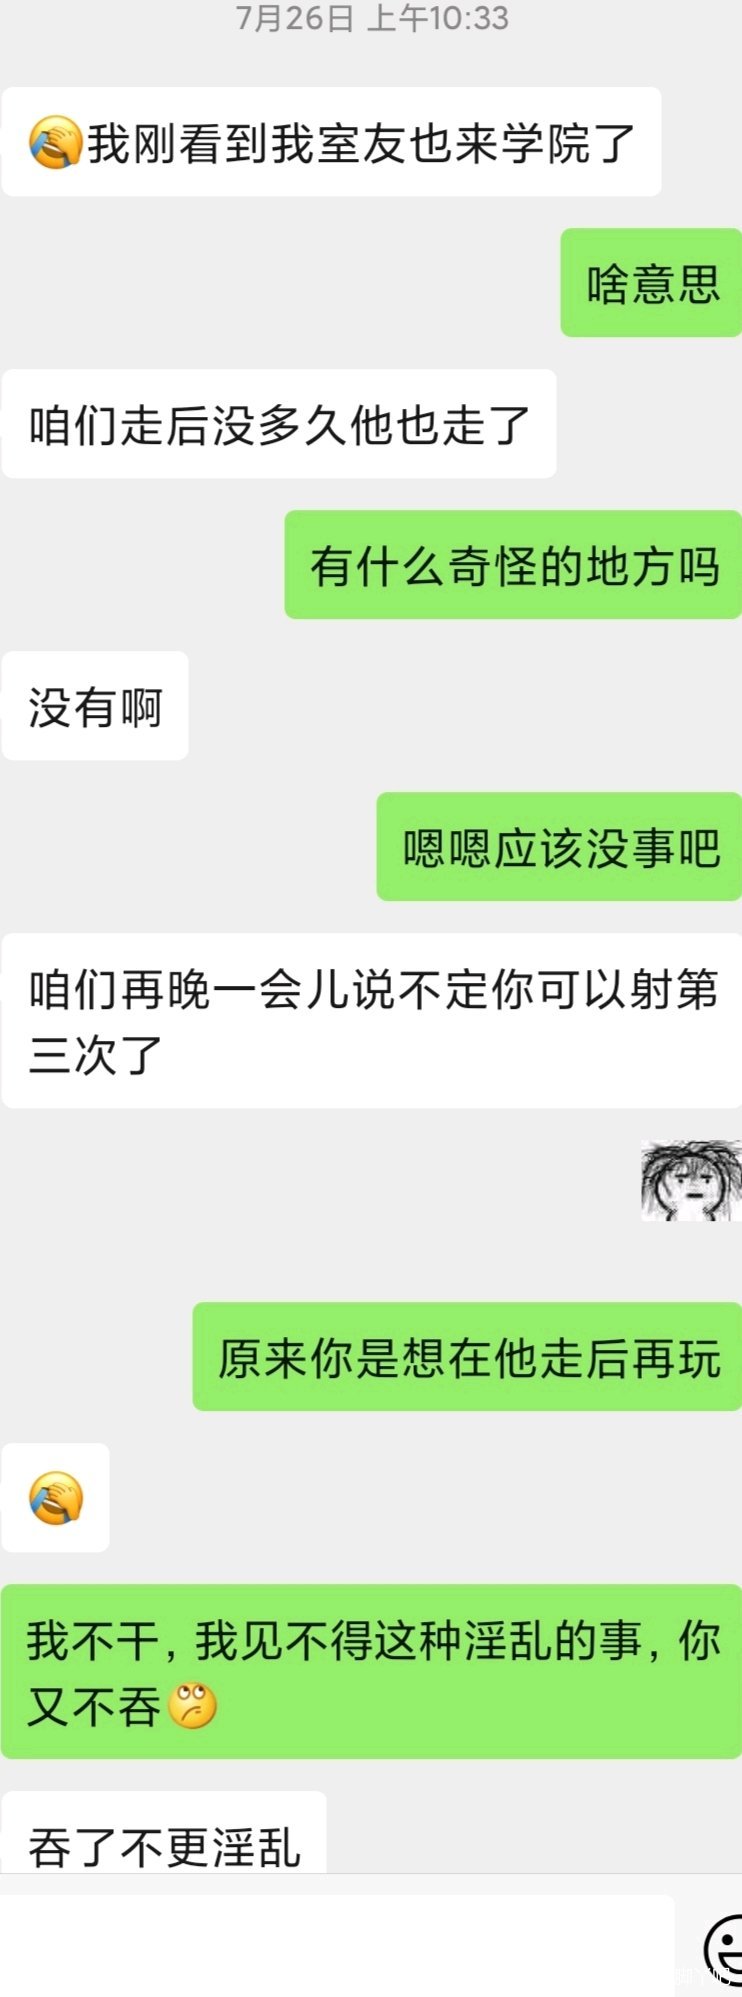 7月26日 上午10:33
我刚看到我室友也来学院了
啥意思
咱们走后没多久他也走了
有什么奇怪的地方吗
没有啊
嗯嗯应该没事吧
咱们再晚一会儿说不定你可以射第
三次了
原来你是想在他走后再玩
我不干,我见不得这种淫乱的事,你
又不吞
吞了不更淫乱